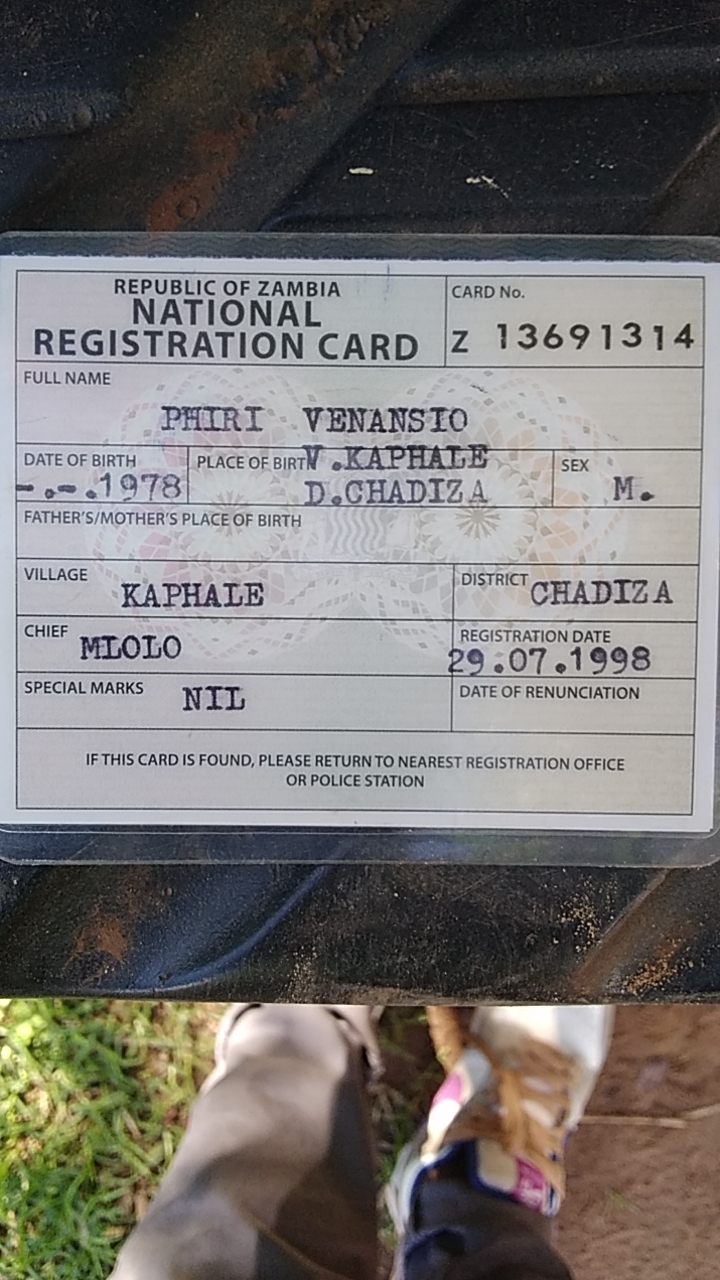 REPUBLIC OF ZAMBIA
NATIONAL
REGISTRATION CARD
CARD No.
Z 13691314
FULL NAME
PHIRI VENANSIO
DATE OF BIRTH
-.-.1978
PLACE OF BIRTH V.KAPHALE
D.CHADIZA
SEX
M.
FATHER'S/MOTHER'S PLACE OF BIRTH
VILLAGE
KAPHALE
DISTRICT CHADIZA
CHIEF
MLOLO
REGISTRATION DATE
29.07.1998
SPECIAL MARKS NIL
DATE OF RENUNCIATION
IF THIS CARD IS FOUND, PLEASE RETURN TO NEAREST REGISTRATION OFFICE
OR POLICE STATION